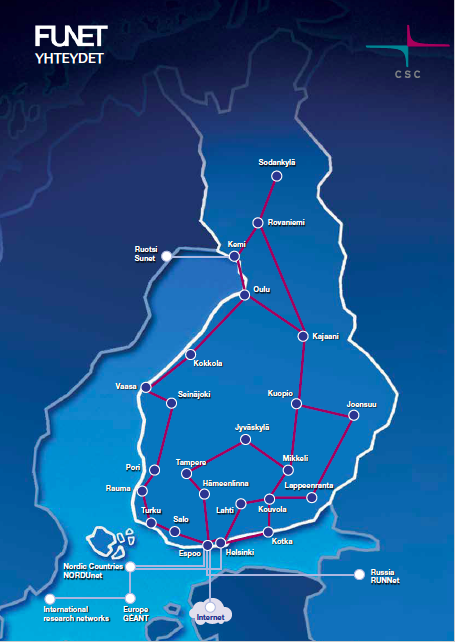 FUNET
YHTEYDET
CSC
Sodankylä
Rovaniemi
Kemi
Ruotsi
Sunet
Oulu
Kajaani
Kokkola
Vaasa
Seinäjoki
Kuopio
Joensuu
Jyväskylä
Pori
Tampere
Mikkeli
Rauma
Hämeenlinna
Lappeenranta
Turku
Lahti
Kouvola
Salo
Kotka
Espoo
Helsinki
Nordic Countries
NORDUnet
Russia
RUNNet
International
research networks
Europe
GÉANT
Internet